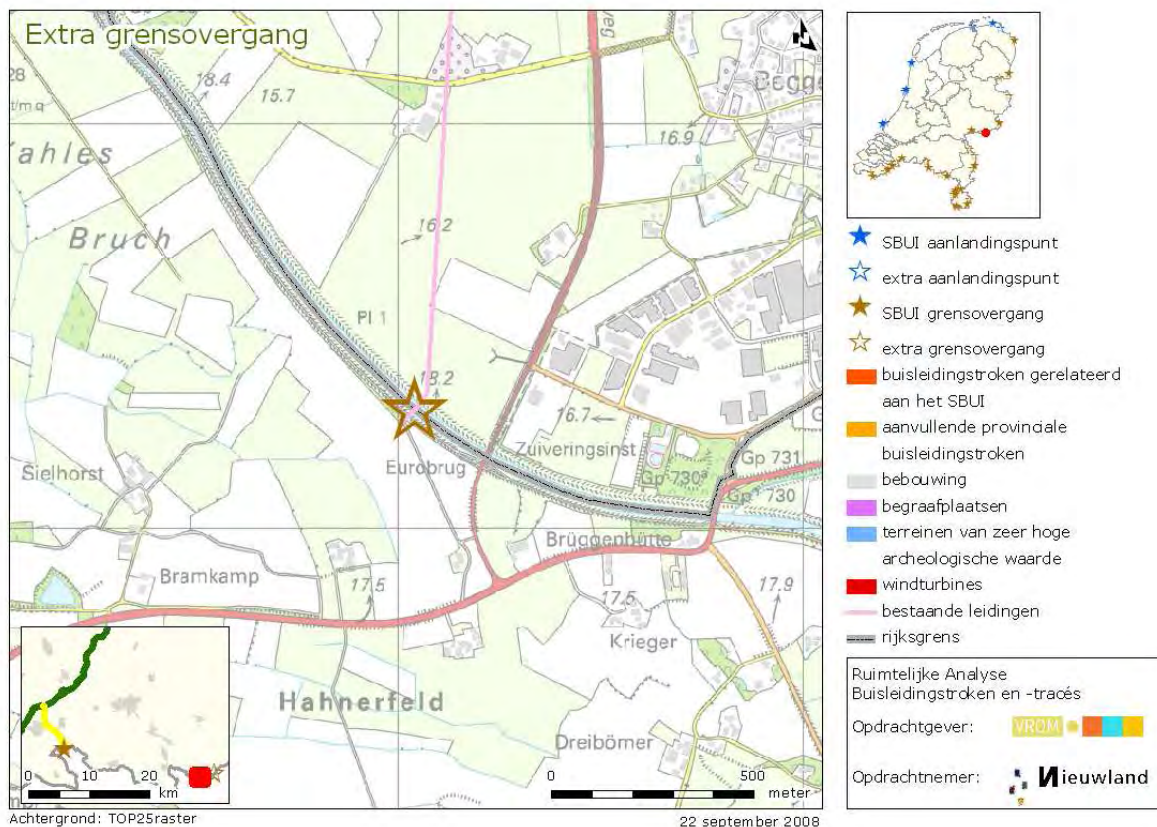 Extra grensovergang
18.4
15.7
28
t/m q
Kahles
Bruch
16.9
Begge
16.2
Pl 1
18.2
16.7
Zuiveringsinst
Eurobrug
Gp 730ª
Gp 731
Gp 730
Sielhorst
Brüggenhütte
Bramkamp
17.5
17.5
17.9
Krieger
Hahnerfeld
Dreibömer
0 10 20
km
0 500
meter
Achtergrond: TOP25raster
22 september 2008
SBUI aanlandingspunt
extra aanlandingspunt
SBUI grensovergang
extra grensovergang
buisleidingstroken gerelateerd
aan het SBUI
aanvullende provinciale
buisleidingstroken
bebouwing
begraafplaatsen
terreinen van zeer hoge
archeologische waarde
windturbines
bestaande leidingen
rijksgrens
Ruimtelijke Analyse
Buisleidingstroken en -tracés
Opdrachtgever: VROM
Opdrachtnemer: Nieuwland